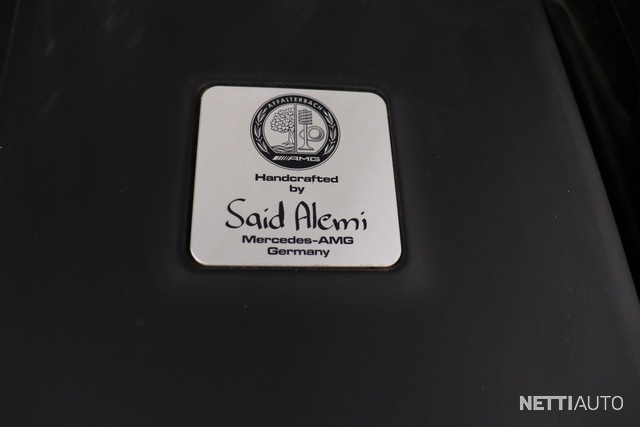 AFFALTERBACH
AMG
Handcrafted
by
Said Alemi
Mercedes-AMG
Germany
NETTIAUTO